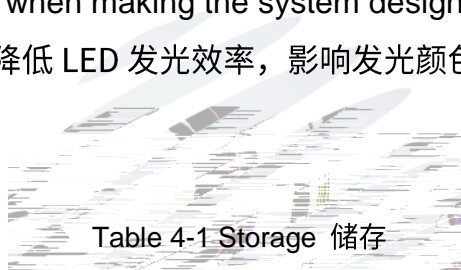 when making the system design
降低 LED 发光效率，影响发光颜色
Table 4-1 Storage 储存